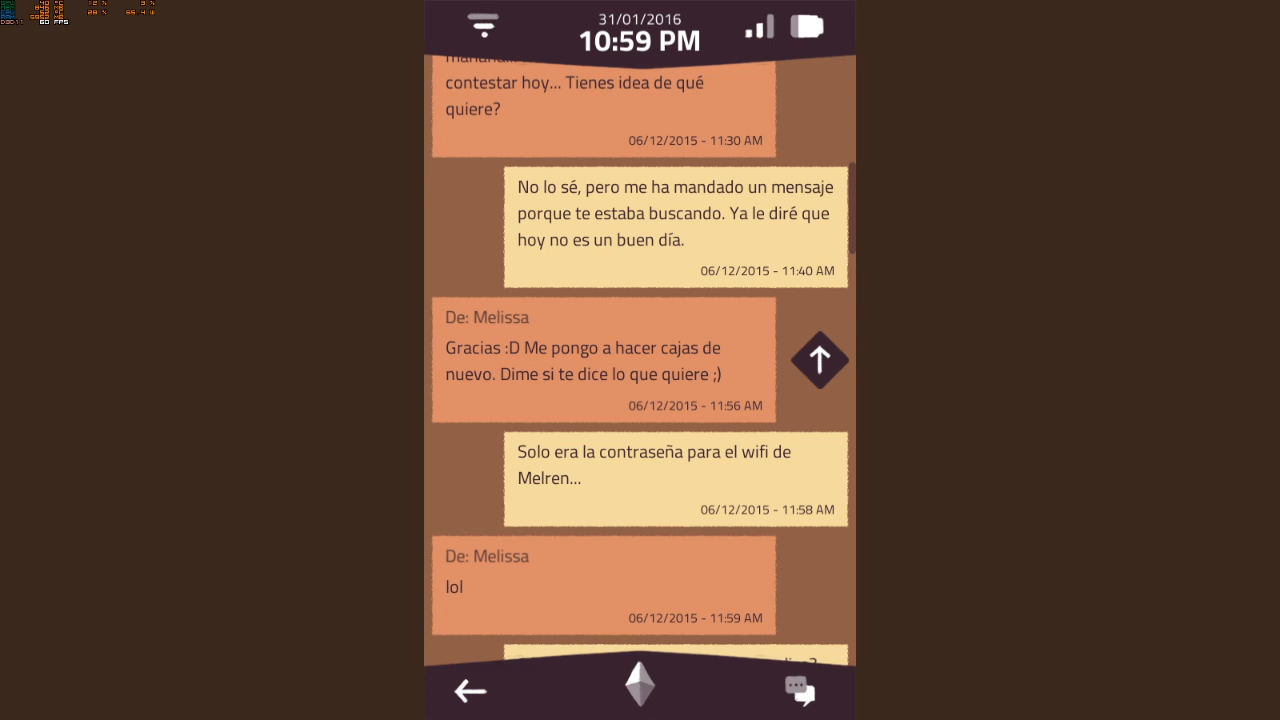 31/01/2016
10:59 PM
contestar hoy... Tienes idea de qué
quiere?
06/12/2015 - 11:30 AM
No lo sé, pero me ha mandado un mensaje
porque te estaba buscando. Ya le diré que
hoy no es un buen día.
06/12/2015 - 11:40 AM
De: Melissa
Gracias :D Me pongo a hacer cajas de
nuevo. Dime si te dice lo que quiere ;)
06/12/2015 - 11:56 AM
Solo era la contraseña para el wifi de
Melren...
06/12/2015 - 11:58 AM
De: Melissa
lol
06/12/2015 - 11:59 AM